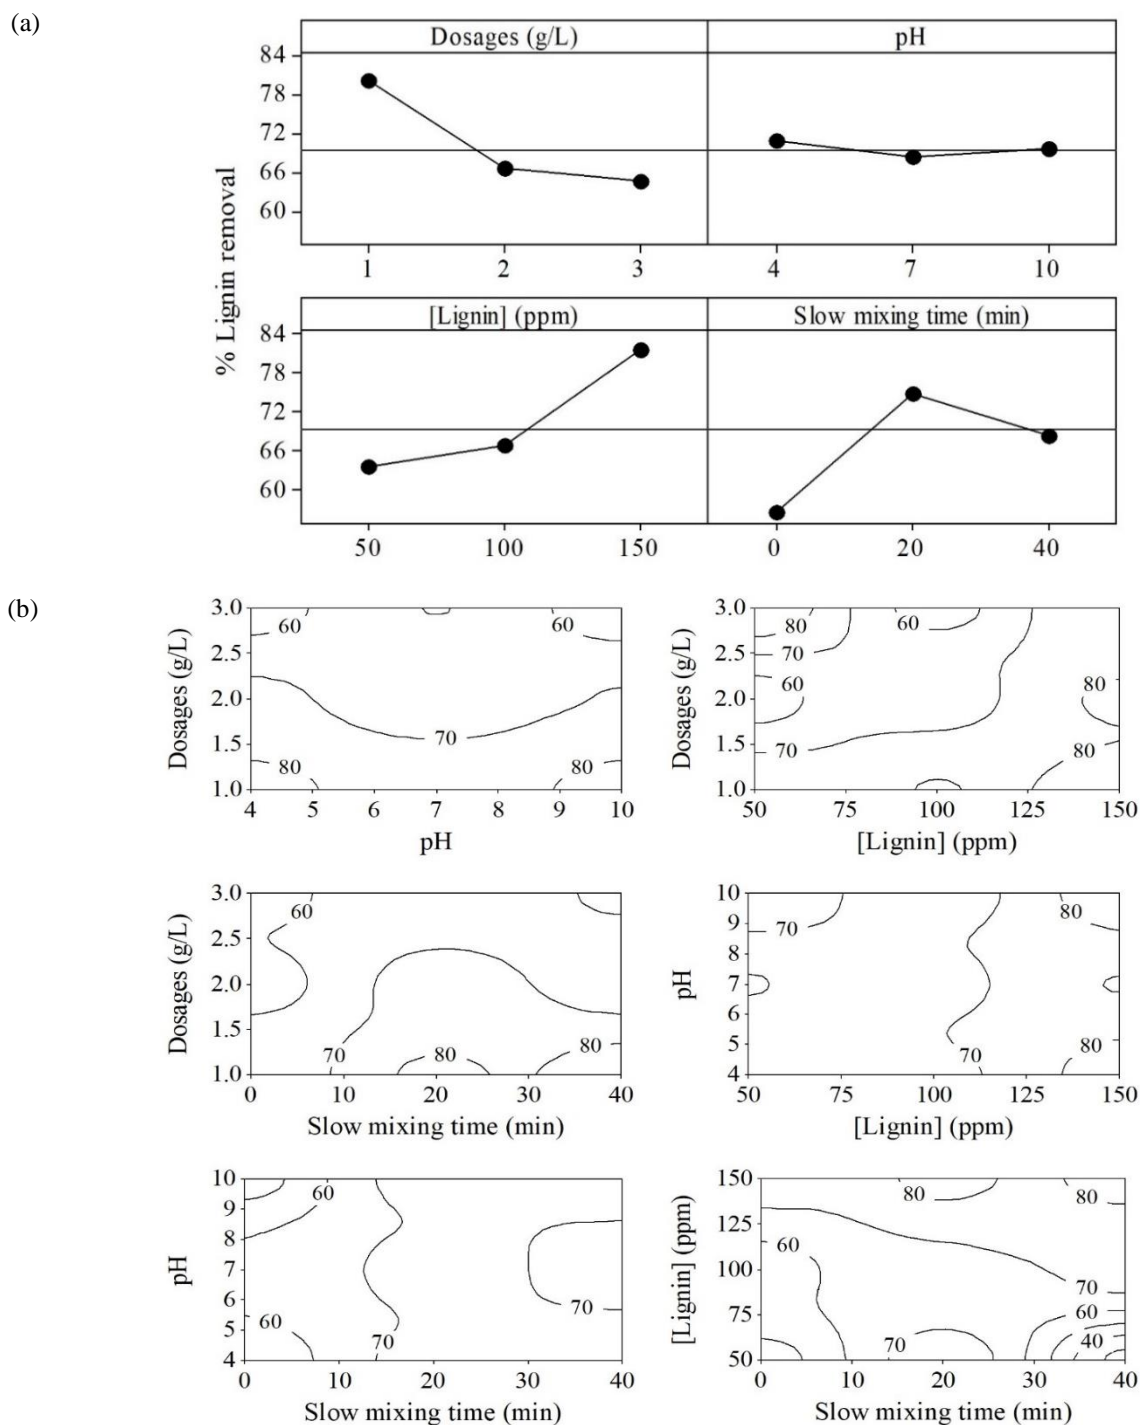 (a)
Dosages (g/L) pH
84
78
72
66
60
1 2 3 4 7 10
% Lignin removal
[Lignin] (ppm) Slow mixing time (min)
84
78
72
66
60
50 100 150 0 20 40
(b)
3.0
2.5
2.0
1.5
1.0
Dosages (g/L)
60 60
70
80 80
4 5 6 7 8 9 10
pH
3.0
2.5
2.0
1.5
1.0
Dosages (g/L)
80 60
70
60 80
70
80
50 75 100 125 150
[Lignin] (ppm)
3.0
2.5
2.0
1.5
1.0
Dosages (g/L)
60
70 80 80
0 10 20 30 40
Slow mixing time (min)
10
9
8
7
6
5
4
pH
70 80
70 80
50 75 100 125 150
[Lignin] (ppm)
10
9
8
7
6
5
4
pH
60
70
60 70
0 10 20 30 40
Slow mixing time (min)
150
125
100
75
50
[Lignin] (ppm)
80 80
60
70
60
70 40
0 10 20 30 40
Slow mixing time (min)